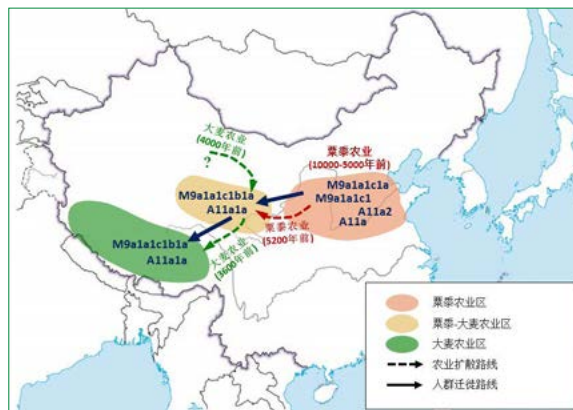 大麦农业
(4000年前)
?
粟黍农业
(10000-5000年前)
M9a1a1c1a
M9a1a1c1
A11a2
A11a
M9a1a1c1b1a
A11a1a
粟黍农业
(5200年前)
大麦农业
(3600年前)
M9a1a1c1b1a
A11a1a
粟黍农业区
粟黍-大麦农业区
大麦农业区
农业扩散路线
人群迁徙路线